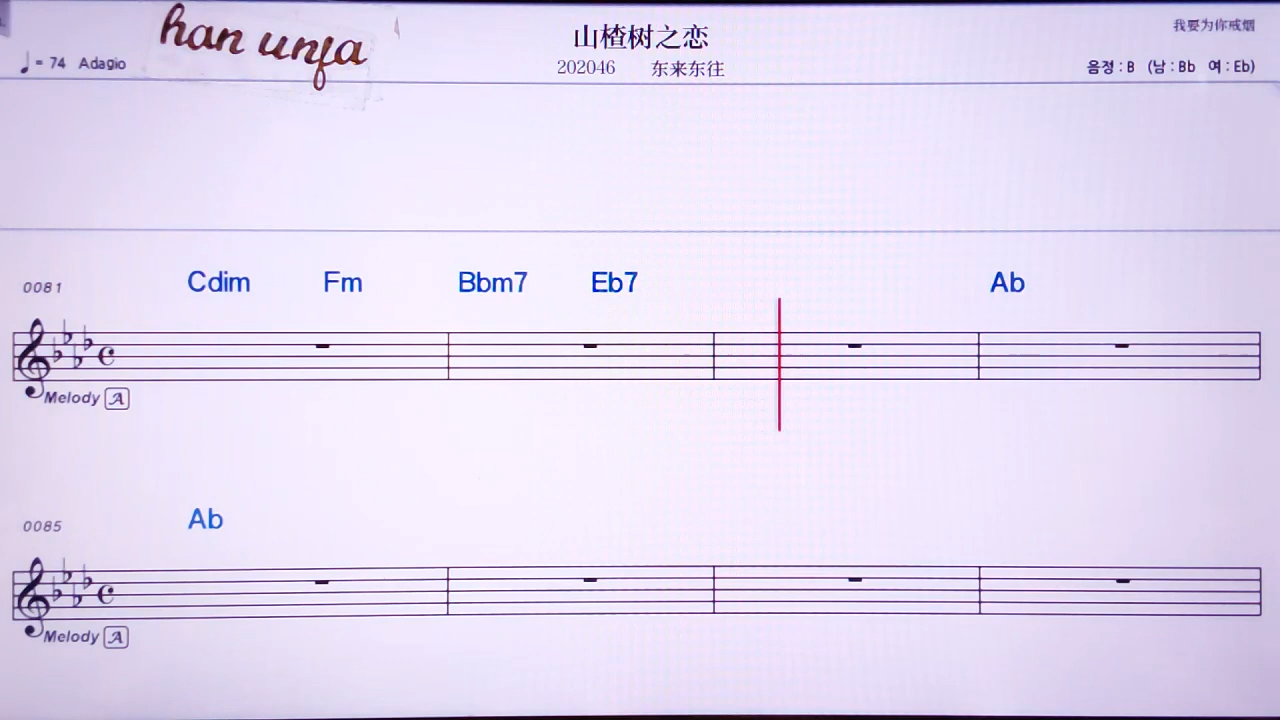 han unfa
山楂树之恋
我要为你戒烟
♩ = 74 Adagio
202046 东来东往
음정 : B (남 : Bb 여 : Eb)
0081 Cdim Fm Bbm7 Eb7 Ab
Melody A
0085 Ab
Melody A